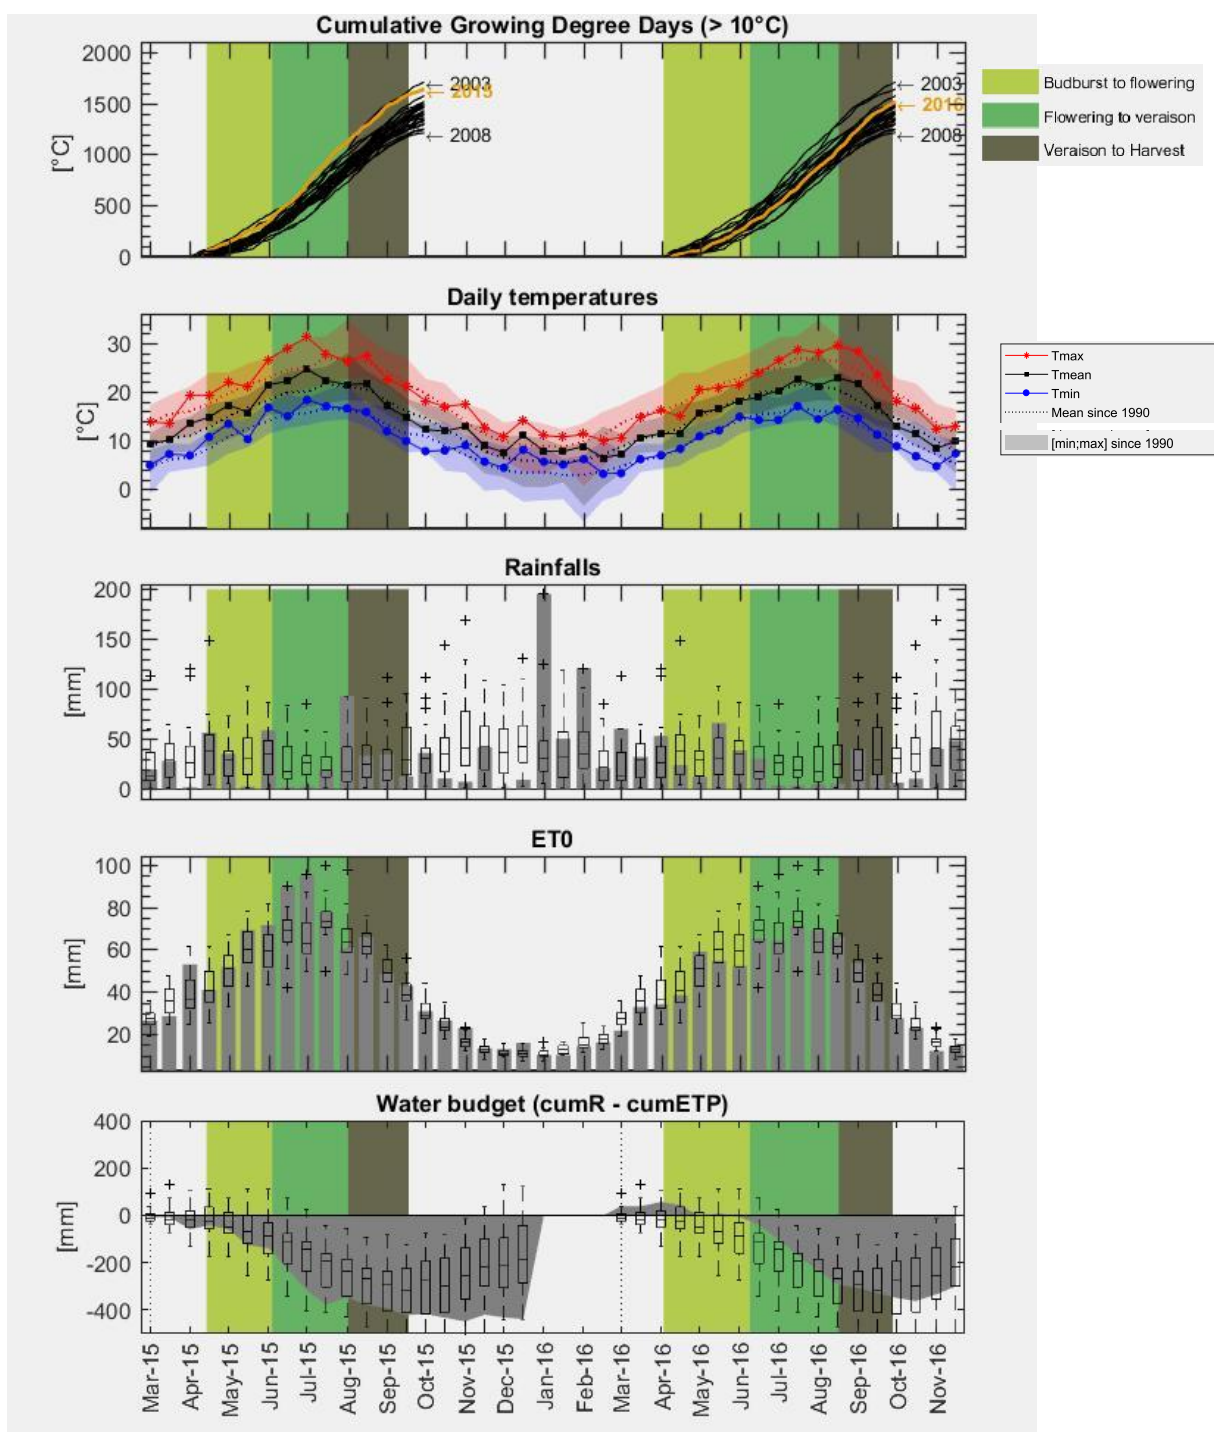 Cumulative Growing Degree Days (> 10°C)
2000
1500
1000
500
0
[°C]
← 2003
← 2015
← 2008
← 2003
← 2016
← 2008
Budburst to flowering
Flowering to veraison
Veraison to Harvest
Daily temperatures
30
20
10
0
[°C]
Tmax
Tmean
Tmin
Mean since 1990
[min;max] since 1990
Rainfalls
200
150
100
50
0
[mm]
ET0
100
80
60
40
20
[mm]
Water budget (cumR - cumETP)
400
200
0
-200
-400
[mm]
Mar-15
Apr-15
May-15
Jun-15
Jul-15
Aug-15
Sep-15
Oct-15
Nov-15
Dec-15
Jan-16
Feb-16
Mar-16
Apr-16
May-16
Jun-16
Jul-16
Aug-16
Sep-16
Oct-16
Nov-16